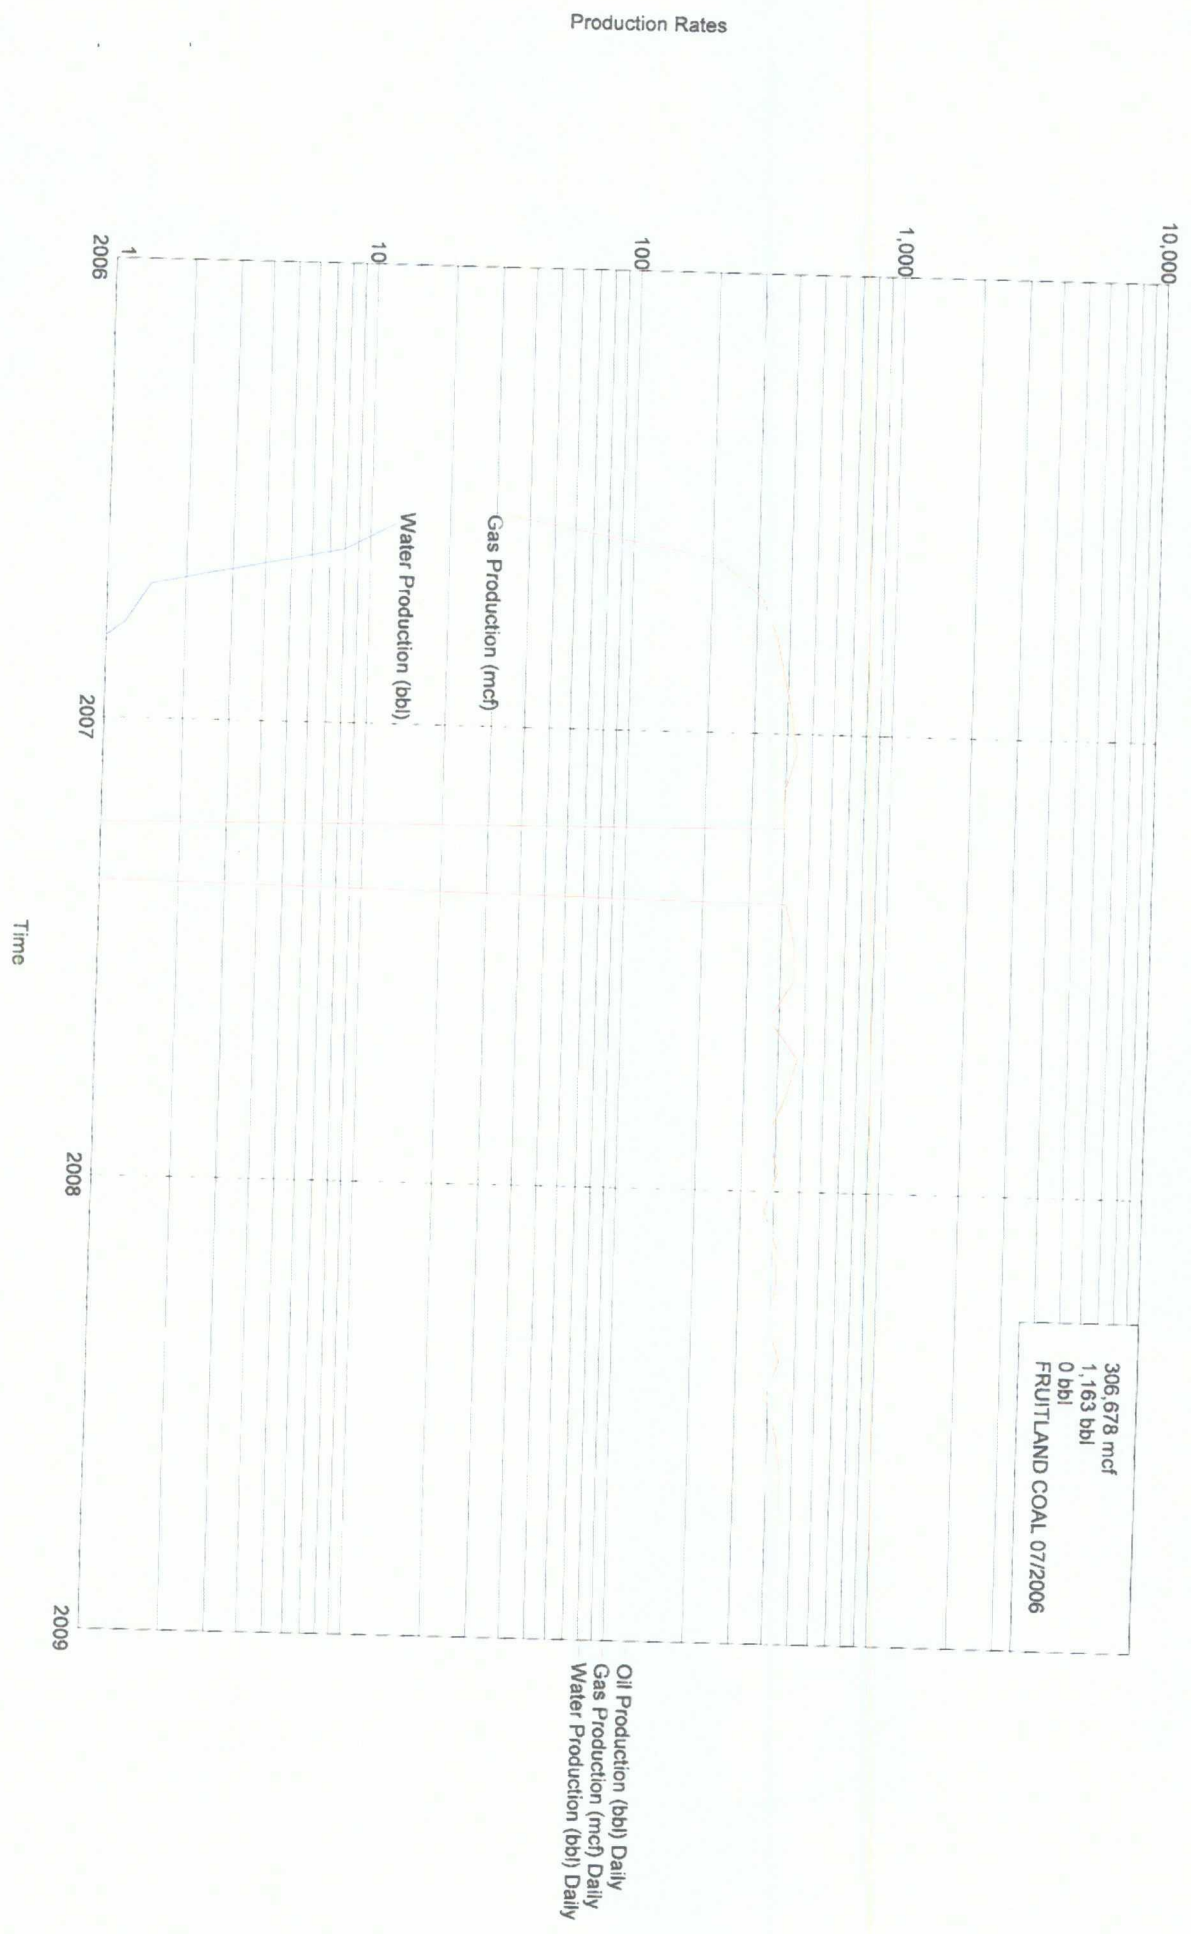 Production Rates
10,000
1,000
100
10
1
2006
2007
2008
2009
Time
Gas Production (mcf)
Water Production (bbl)
306,678 mcf
1,163 bbl
0 bbl
FRUITLAND COAL 07/2006
Oil Production (bbl) Daily
Gas Production (mcf) Daily
Water Production (bbl) Daily